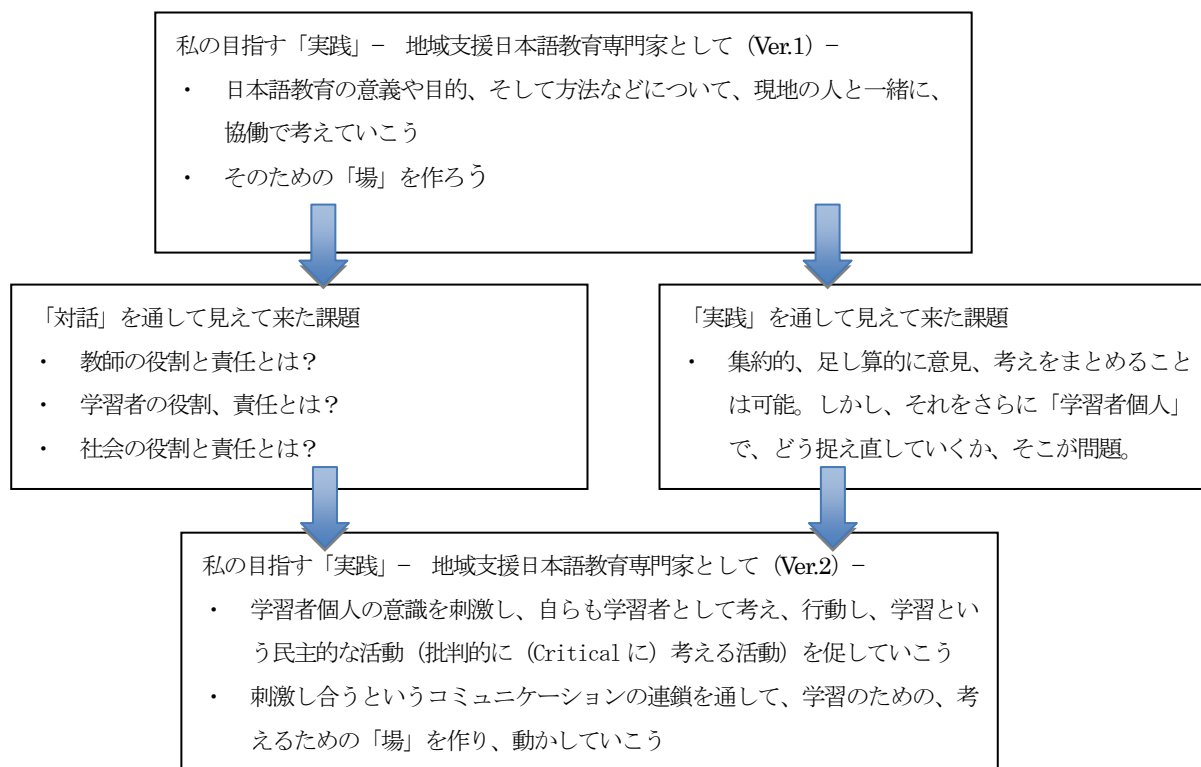 私の目指す「実践」− 地域支援日本語教育専門家として（Ver.1）−
・ 日本語教育の意義や目的、そして方法などについて、現地の人と一緒に、
協働で考えていこう
・ そのための「場」を作ろう
「対話」を通して見えて来た課題
・ 教師の役割と責任とは？
・ 学習者の役割、責任とは？
・ 社会の役割と責任とは？
「実践」を通して見えて来た課題
・ 集約的、足し算的に意見、考えをまとめること
は可能。しかし、それをさらに「学習者個人」
で、どう捉え直していくか、そこが問題。
私の目指す「実践」− 地域支援日本語教育専門家として（Ver.2）−
・ 学習者個人の意識を刺激し、自らも学習者として考え、行動し、学習とい
う民主的な活動（批判的に（Critical に）考える活動）を促していこう
・ 刺激し合うというコミュニケーションの連鎖を通して、学習のための、考
えるための「場」を作り、動かしていこう